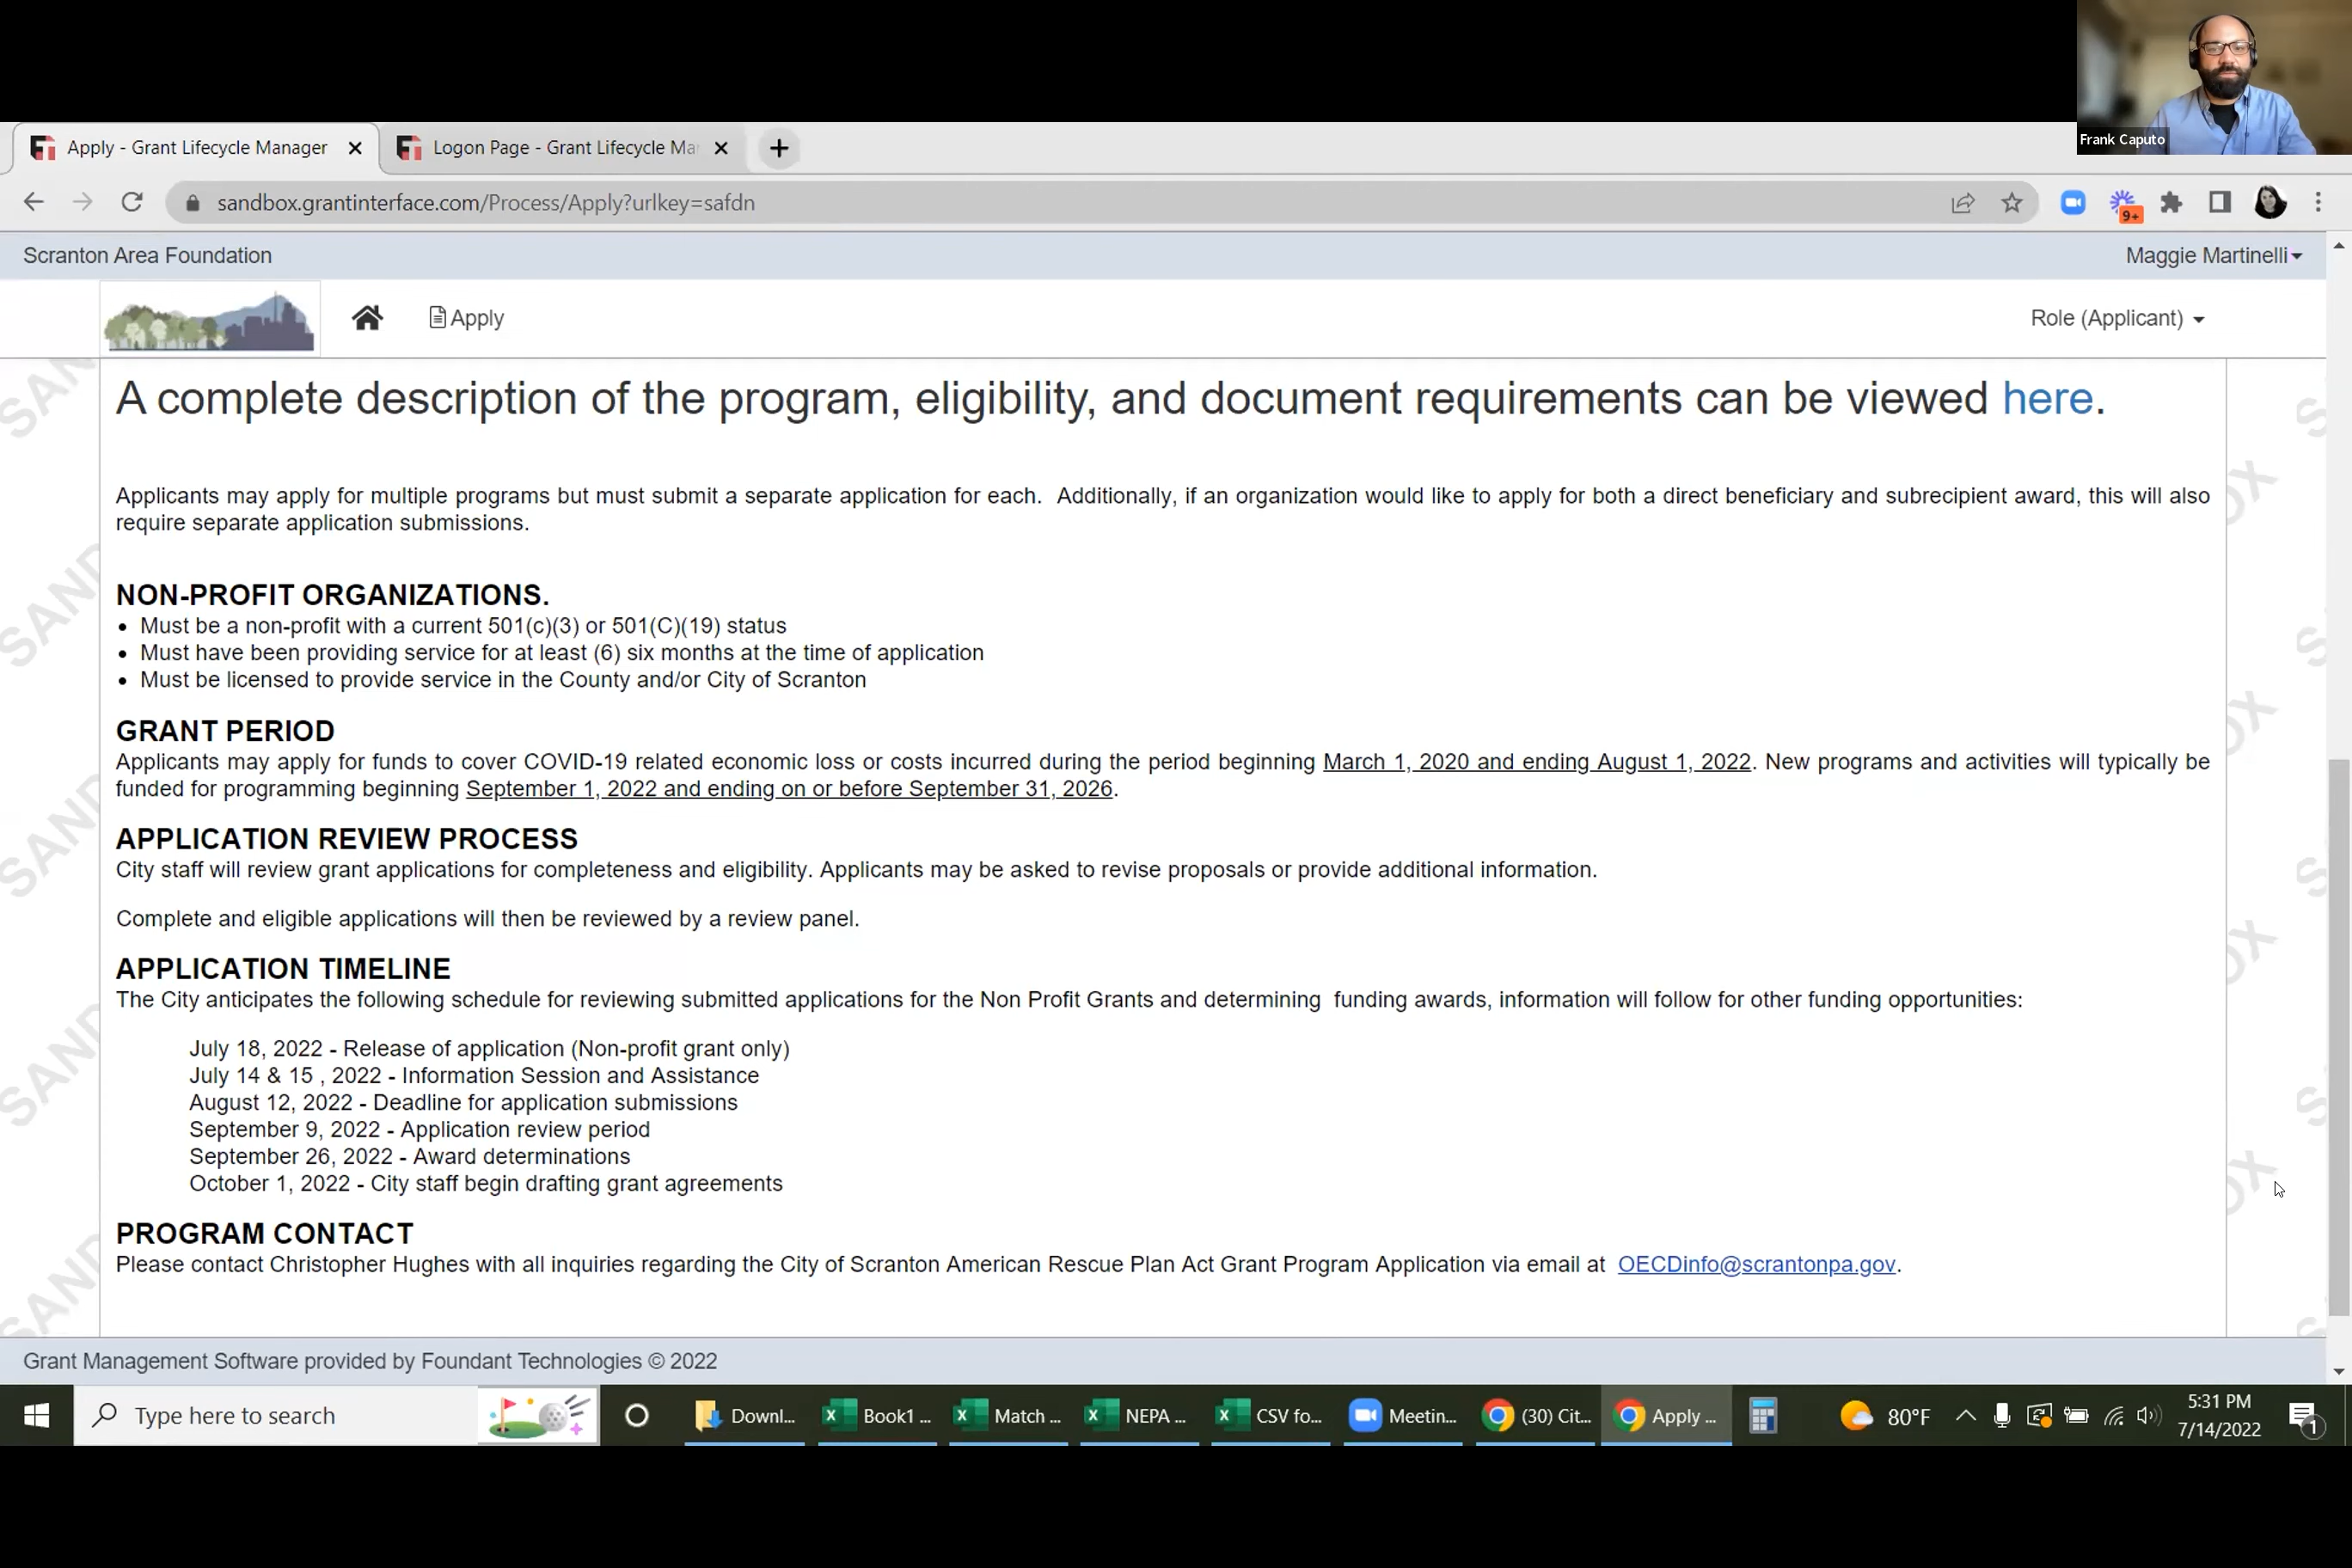 Frank Caputo
Apply - Grant Lifecycle Manager
Logon Page - Grant Lifecycle Ma
sandbox.grantinterface.com/Process/Apply?urlkey=safdn
9+
Scranton Area Foundation
Maggie Martinelli
Apply
Role (Applicant)
A complete description of the program, eligibility, and document requirements can be viewed here.
Applicants may apply for multiple programs but must submit a separate application for each. Additionally, if an organization would like to apply for both a direct beneficiary and subrecipient award, this will also
require separate application submissions.
NON-PROFIT ORGANIZATIONS.
• Must be a non-profit with a current 501(c)(3) or 501(C)(19) status
• Must have been providing service for at least (6) six months at the time of application
• Must be licensed to provide service in the County and/or City of Scranton
GRANT PERIOD
Applicants may apply for funds to cover COVID-19 related economic loss or costs incurred during the period beginning March 1, 2020 and ending August 1, 2022. New programs and activities will typically be
funded for programming beginning September 1, 2022 and ending on or before September 31, 2026.
APPLICATION REVIEW PROCESS
City staff will review grant applications for completeness and eligibility. Applicants may be asked to revise proposals or provide additional information.
Complete and eligible applications will then be reviewed by a review panel.
APPLICATION TIMELINE
The City anticipates the following schedule for reviewing submitted applications for the Non Profit Grants and determining funding awards, information will follow for other funding opportunities:
July 18, 2022 - Release of application (Non-profit grant only)
July 14 & 15 , 2022 - Information Session and Assistance
August 12, 2022 - Deadline for application submissions
September 9, 2022 - Application review period
September 26, 2022 - Award determinations
October 1, 2022 - City staff begin drafting grant agreements
PROGRAM CONTACT
Please contact Christopher Hughes with all inquiries regarding the City of Scranton American Rescue Plan Act Grant Program Application via email at OECDinfo@scrantonpa.gov.
Grant Management Software provided by Foundant Technologies © 2022
Type here to search
Downl...
Book1 ...
Match ...
NEPA ...
CSV fo...
Meetin...
(30) Cit...
Apply ...
80°F
5:31 PM
7/14/2022
1